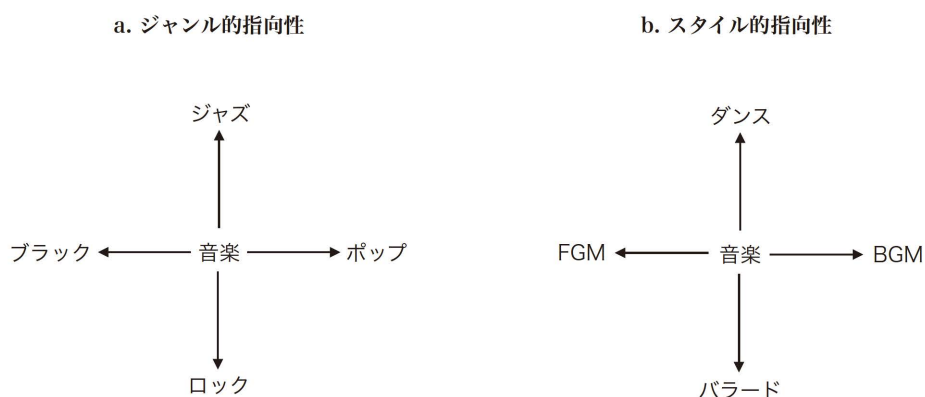 a. ジャンル的指向性
ジャズ
ブラック
音楽
ポップ
ロック
b. スタイル的指向性
ダンス
FGM
音楽
BGM
バラード